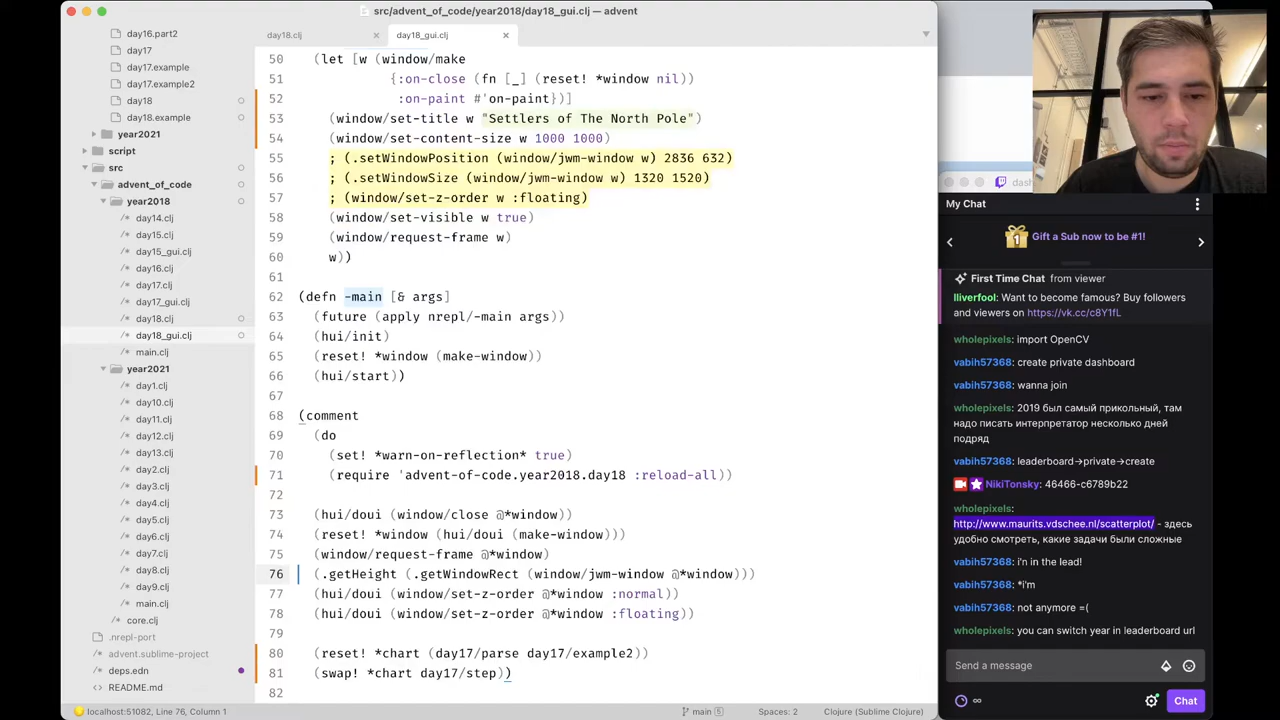 src/advent_of_code/year2018/day18_gui.clj — advent
day18.clj ×
day18_gui.clj ×
day16.part2
day17
day17.example
day17.example2
day18
day18.example
year2021
script
src
advent_of_code
year2018
/* day14.clj
/* day15.clj
/* day15_gui.clj
/* day16.clj
/* day17.clj
/* day17_gui.clj
/* day18.clj
/* day18_gui.clj
/* main.clj
year2021
/* day1.clj
/* day10.clj
/* day11.clj
/* day12.clj
/* day13.clj
/* day2.clj
/* day3.clj
/* day4.clj
/* day5.clj
/* day6.clj
/* day7.clj
/* day8.clj
/* day9.clj
/* main.clj
/* core.clj
.nrepl-port
advent.sublime-project
deps.edn
README.md
50 (let [w (window/make
51 {:on-close (fn [_] (reset! *window nil))
52 :on-paint #'on-paint})]
53 (window/set-title w "Settlers of The North Pole")
54 (window/set-content-size w 1000 1000)
55 ; (.setWindowPosition (window/jwm-window w) 2836 632)
56 ; (.setWindowSize (window/jwm-window w) 1320 1520)
57 ; (window/set-z-order w :floating)
58 (window/set-visible w true)
59 (window/request-frame w)
60 w))
61
62 (defn -main [& args]
63 (future (apply nrepl/-main args))
64 (hui/init)
65 (reset! *window (make-window))
66 (hui/start))
67
68 (comment
69 (do
70 (set! *warn-on-reflection* true)
71 (require 'advent-of-code.year2018.day18 :reload-all))
72
73 (hui/doui (window/close @*window))
74 (reset! *window (hui/doui (make-window)))
75 (window/request-frame @*window)
76 (.getHeight (.getWindowRect (window/jwm-window @*window)))
77 (hui/doui (window/set-z-order @*window :normal))
78 (hui/doui (window/set-z-order @*window :floating))
79
80 (reset! *chart (day17/parse day17/example2))
81 (swap! *chart day17/step))
82
localhost:51082, Line 76, Column 1
main 5
Spaces: 2
Clojure (Sublime Clojure)
My Chat
1 Gift a Sub now to be #1!
First Time Chat from viewer
lliverfool: Want to become famous? Buy followers
and viewers on https://vk.cc/c8Y1fL
wholepixels: import OpenCV
vabih57368: create private dashboard
vabih57368: wanna join
wholepixels: 2019 был самый прикольный, там
надо писать интерпретатор несколько дней
подряд
vabih57368: leaderboard→private→create
NikiTonsky: 46466-c6789b22
wholepixels:
http://www.maurits.vdschee.nl/scatterplot/ - здесь
удобно смотреть, какие задачи были сложные
vabih57368: i'n in the lead!
vabih57368: *i'm
vabih57368: not anymore =(
wholepixels: you can switch year in leaderboard url
Send a message
∞
Chat